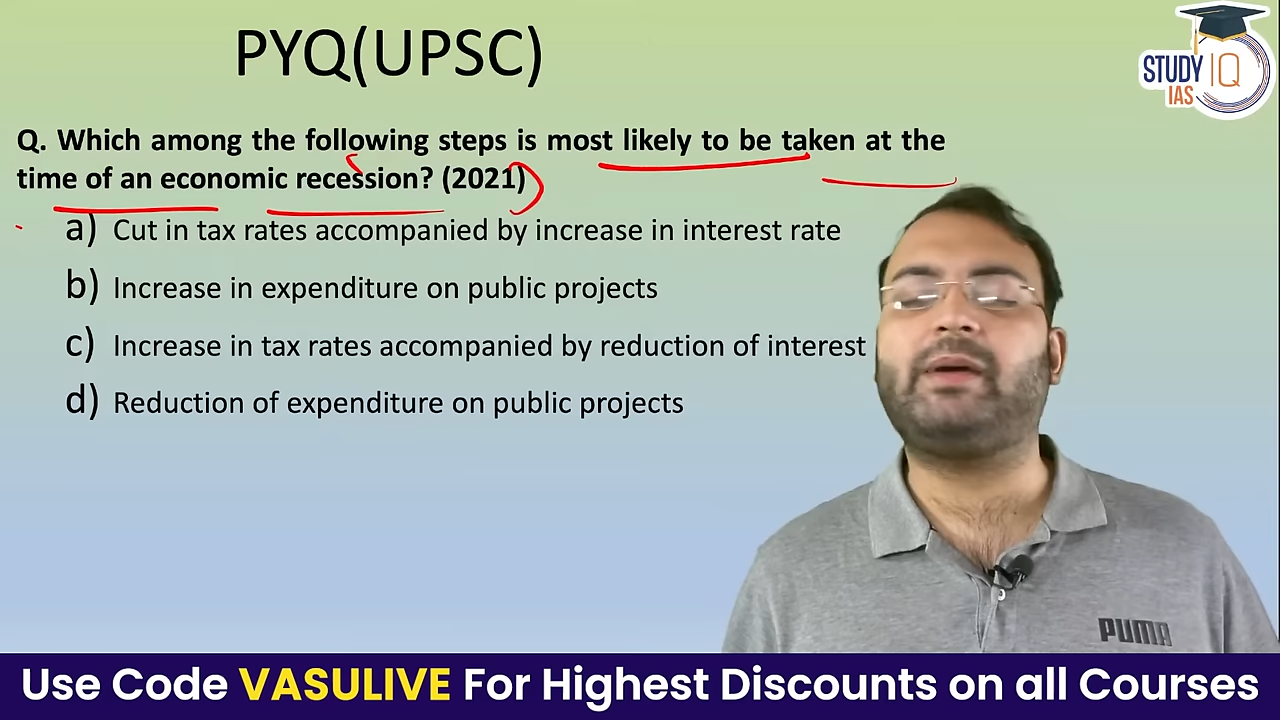 PYQ(UPSC)
STUDY IQ
IAS
Q. Which among the following steps is most likely to be taken at the
time of an economic recession? (2021)
a) Cut in tax rates accompanied by increase in interest rate
b) Increase in expenditure on public projects
c) Increase in tax rates accompanied by reduction of interest
d) Reduction of expenditure on public projects
PUMA
Use Code VASULIVE For Highest Discounts on all Courses